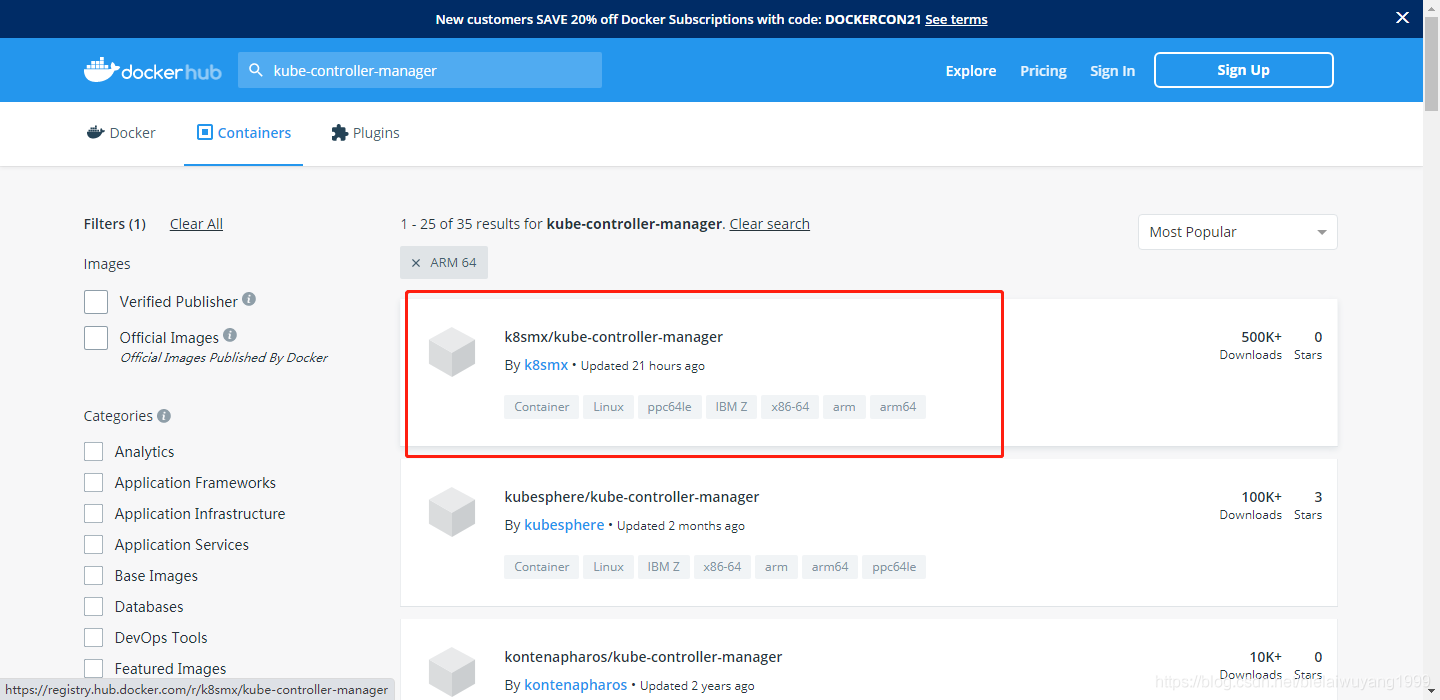 New customers SAVE 20% off Docker Subscriptions with code: DOCKERCON21 See terms
dockerhub
kube-controller-manager
Explore
Pricing
Sign In
Sign Up
Docker
Containers
Plugins
Filters (1)
Clear All
1 - 25 of 35 results for kube-controller-manager. Clear search
Most Popular
ARM 64
Images
Verified Publisher
Official Images
Official Images Published By Docker
Categories
Analytics
Application Frameworks
Application Infrastructure
Application Services
Base Images
Databases
DevOps Tools
Featured Images
k8smx/kube-controller-manager
By k8smx • Updated 21 hours ago
Container Linux ppc64le IBM Z x86-64 arm arm64
500K+ 0
Downloads Stars
kubesphere/kube-controller-manager
By kubesphere • Updated 2 months ago
Container Linux IBM Z x86-64 arm arm64 ppc64le
100K+ 3
Downloads Stars
kontenapharos/kube-controller-manager
By kontenapharos • Updated 2 years ago
10K+ 0
Downloads Stars
https://registry.hub.docker.com/r/k8smx/kube-controller-manager